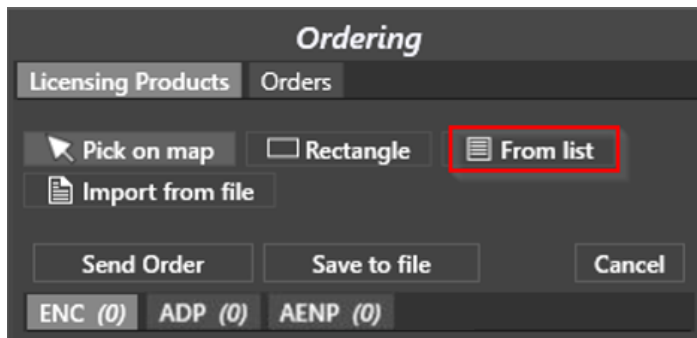 Ordering
Licensing Products Orders
Pick on map Rectangle From list
Import from file
Send Order Save to file Cancel
ENC (0) ADP (0) AENP (0)